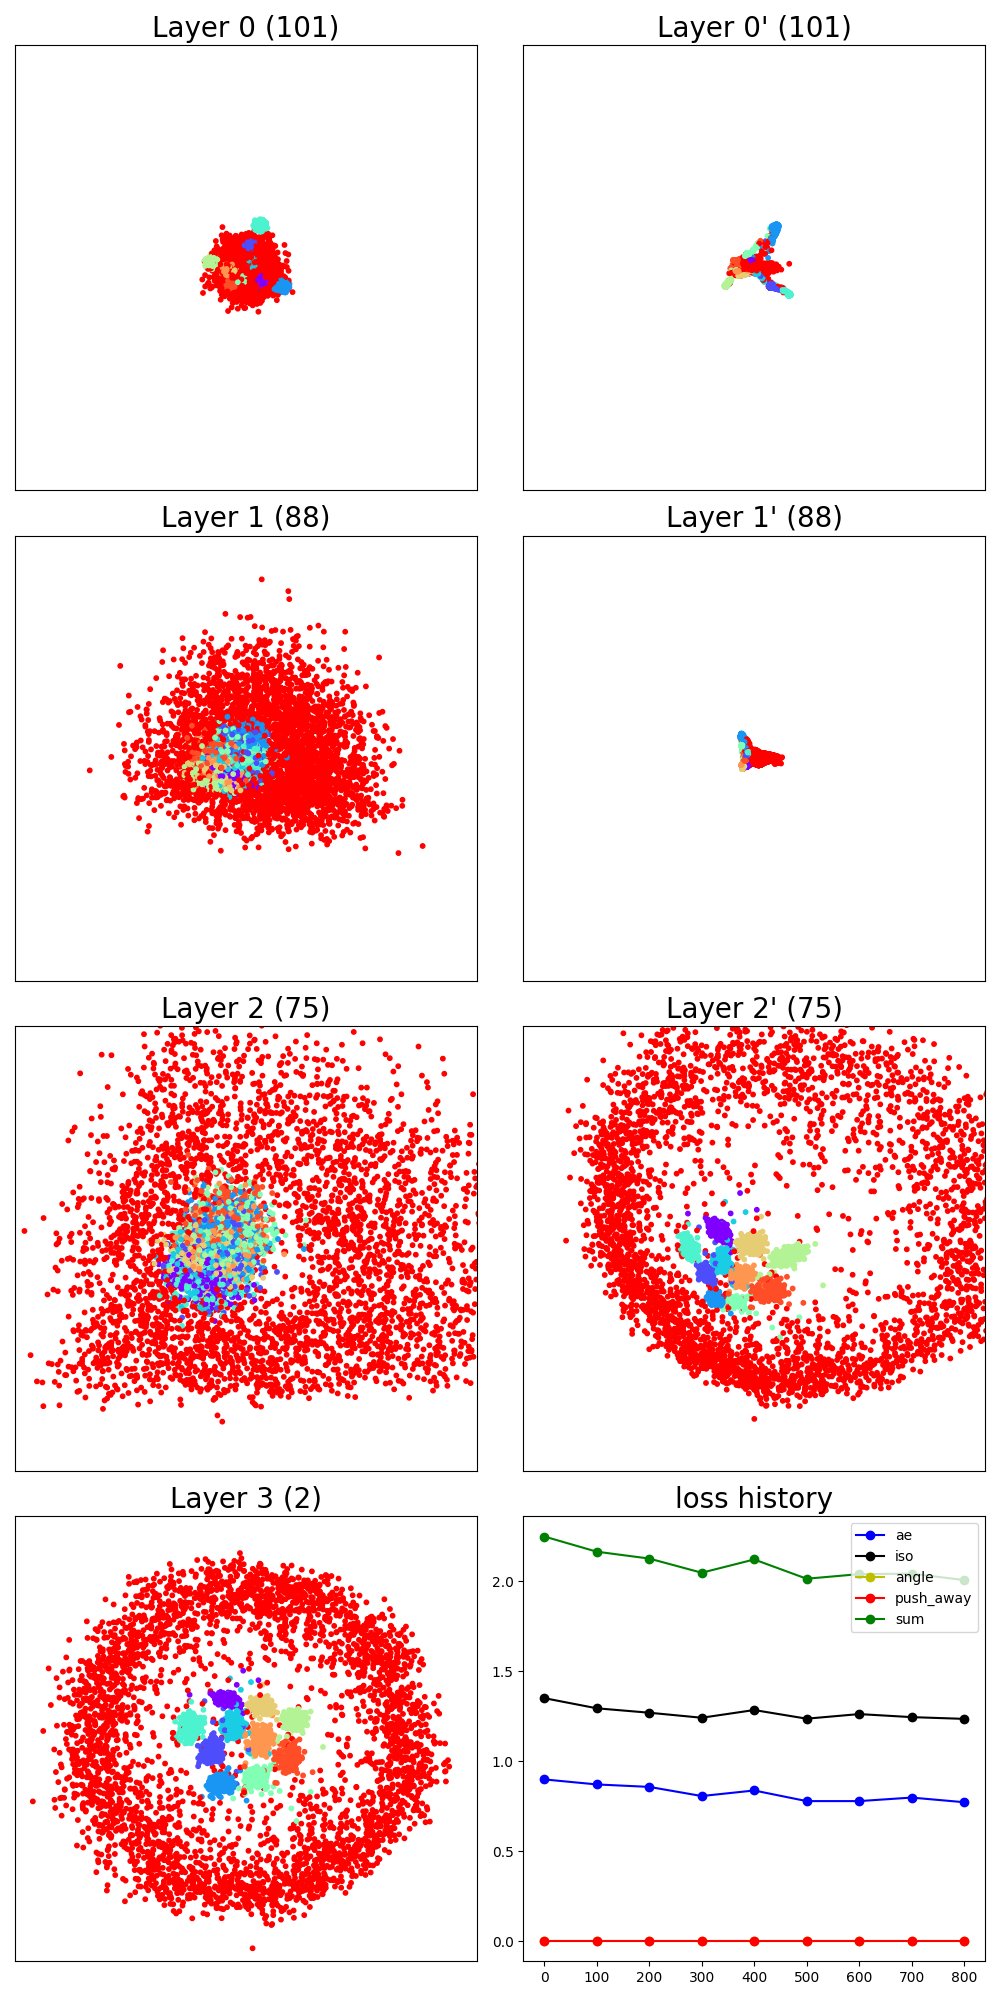 Layer 0 (101)
Layer 0' (101)
Layer 1 (88)
Layer 1' (88)
Layer 2 (75)
Layer 2' (75)
Layer 3 (2)
loss history
ae
iso
angle
push_away
sum
2.0
1.5
1.0
0.5
0.0
0 100 200 300 400 500 600 700 800